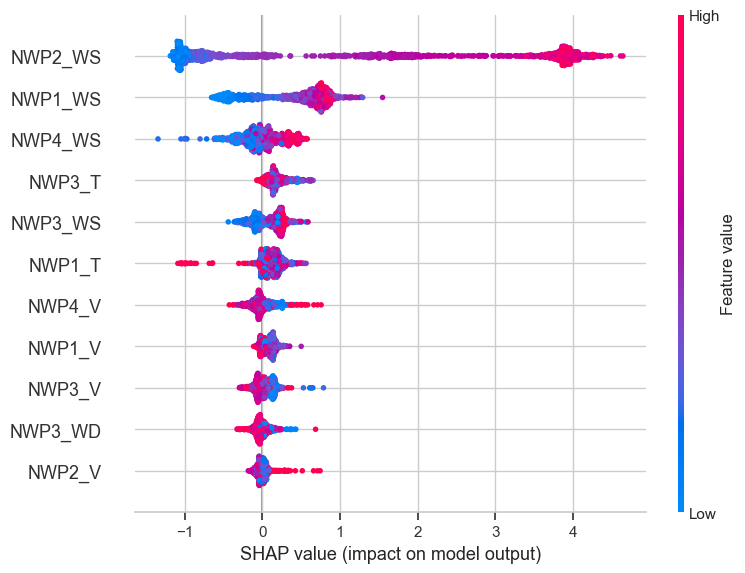 High
NWP2_WS
NWP1_WS
NWP4_WS
NWP3_T
NWP3_WS
NWP1_T
NWP4_V
NWP1_V
NWP3_V
NWP3_WD
NWP2_V
Feature value
Low
−1 0 1 2 3 4
SHAP value (impact on model output)